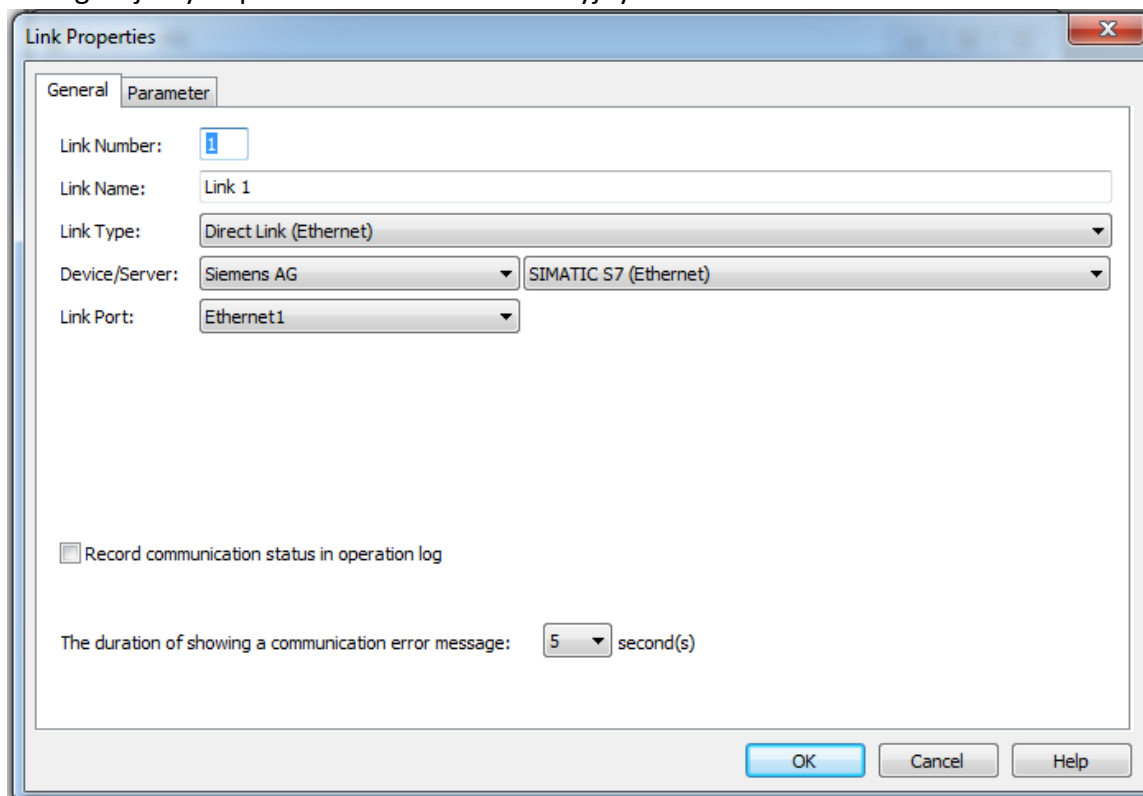 Link Properties
General Parameter
Link Number: 1
Link Name: Link 1
Link Type: Direct Link (Ethernet)
Device/Server: Siemens AG SIMATIC S7 (Ethernet)
Link Port: Ethernet1
Record communication status in operation log
The duration of showing a communication error message: 5 second(s)
OK Cancel Help